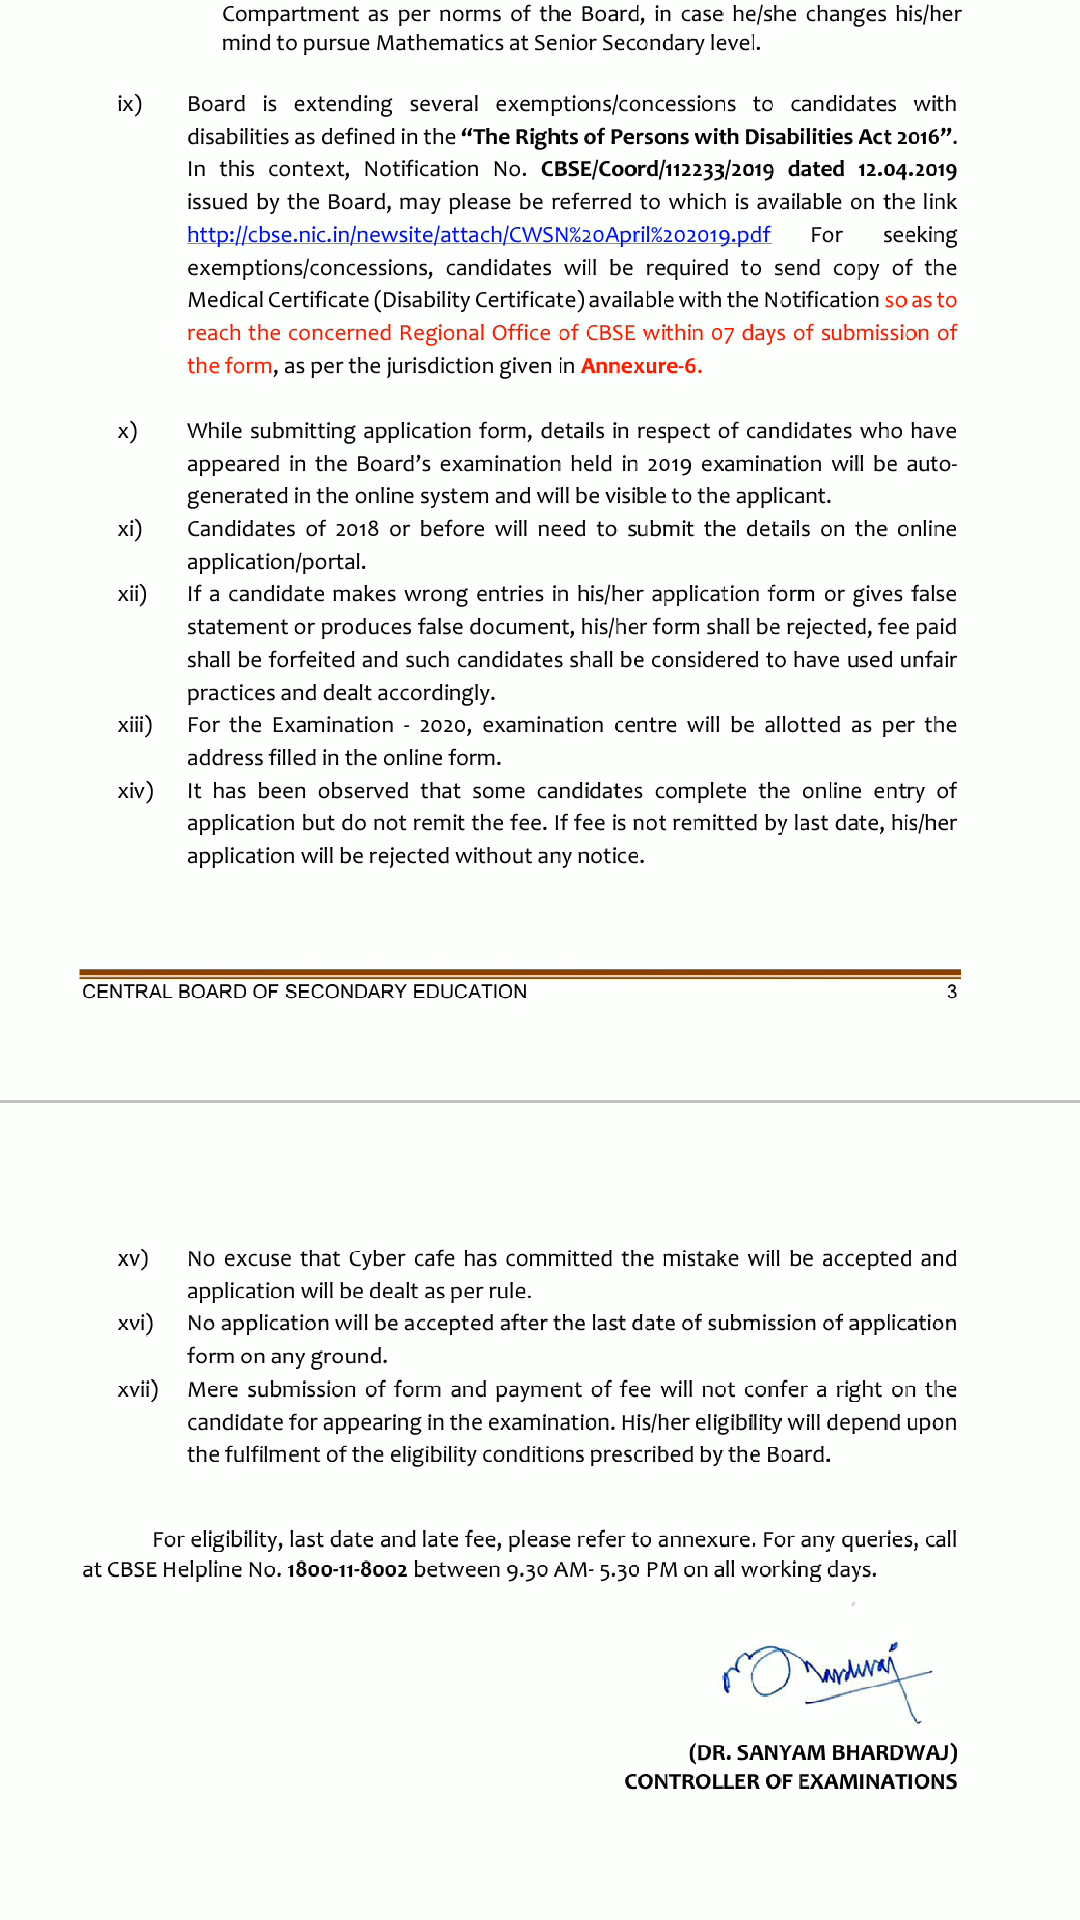 Compartment as per norms of the Board, in case he/she changes his/her
mind to pursue Mathematics at Senior Secondary level.
ix) Board is extending several exemptions/concessions to candidates with
disabilities as defined in the “The Rights of Persons with Disabilities Act 2016”.
In this context, Notification No. CBSE/Coord/112233/2019 dated 12.04.2019
issued by the Board, may please be referred to which is available on the link
http://cbse.nic.in/newsite/attach/CWSN%20April%202019.pdf For seeking
exemptions/concessions, candidates will be required to send copy of the
Medical Certificate (Disability Certificate) available with the Notification so as to
reach the concerned Regional Office of CBSE within 07 days of submission of
the form, as per the jurisdiction given in Annexure-6.
x) While submitting application form, details in respect of candidates who have
appeared in the Board’s examination held in 2019 examination will be auto-
generated in the online system and will be visible to the applicant.
xi) Candidates of 2018 or before will need to submit the details on the online
application/portal.
xii) If a candidate makes wrong entries in his/her application form or gives false
statement or produces false document, his/her form shall be rejected, fee paid
shall be forfeited and such candidates shall be considered to have used unfair
practices and dealt accordingly.
xiii) For the Examination - 2020, examination centre will be allotted as per the
address filled in the online form.
xiv) It has been observed that some candidates complete the online entry of
application but do not remit the fee. If fee is not remitted by last date, his/her
application will be rejected without any notice.
CENTRAL BOARD OF SECONDARY EDUCATION 3
xv) No excuse that Cyber cafe has committed the mistake will be accepted and
application will be dealt as per rule.
xvi) No application will be accepted after the last date of submission of application
form on any ground.
xvii) Mere submission of form and payment of fee will not confer a right on the
candidate for appearing in the examination. His/her eligibility will depend upon
the fulfilment of the eligibility conditions prescribed by the Board.
For eligibility, last date and late fee, please refer to annexure. For any queries, call
at CBSE Helpline No. 1800-11-8002 between 9.30 AM- 5.30 PM on all working days.
(DR. SANYAM BHARDWAJ)
CONTROLLER OF EXAMINATIONS